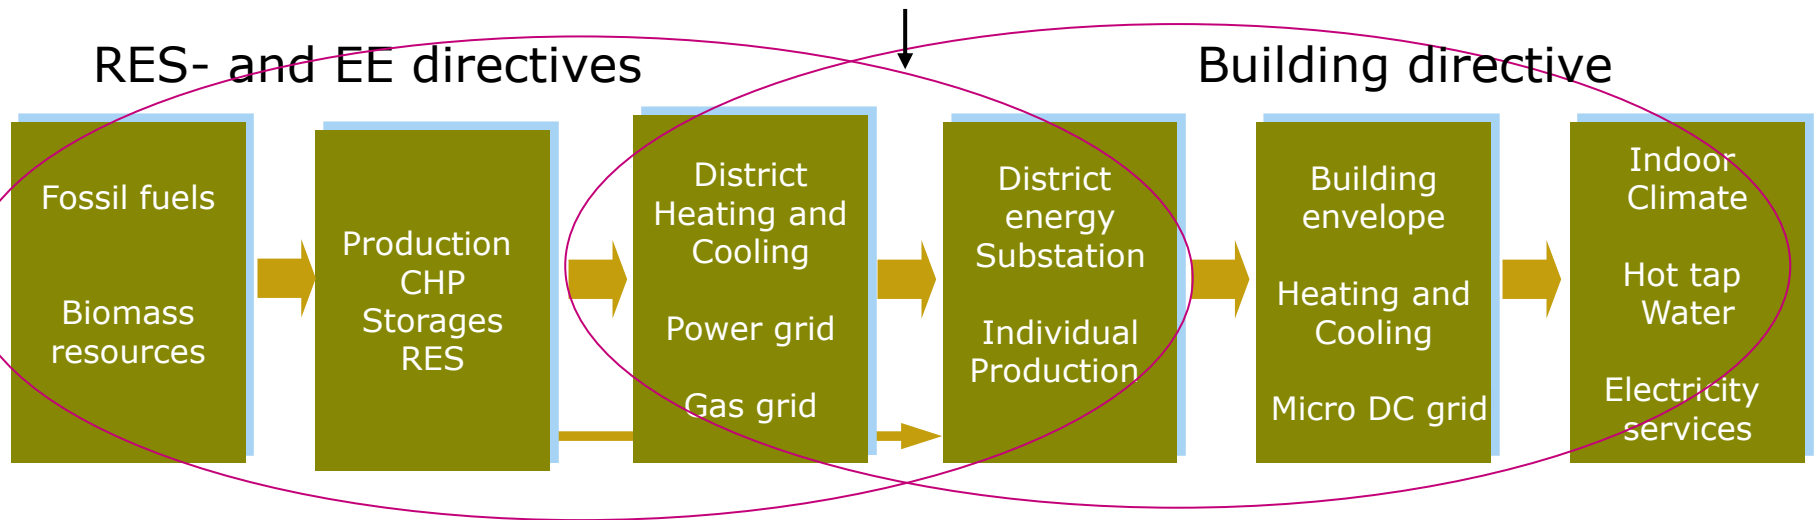 RES- and EE directives
Building directive
Fossil fuels
Biomass
resources
Production
CHP
Storages
RES
District
Heating and
Cooling
Power grid
Gas grid
District
energy
Substation
Individual
Production
Building
envelope
Heating and
Cooling
Micro DC grid
Indoor
Climate
Hot tap
Water
Electricity
services